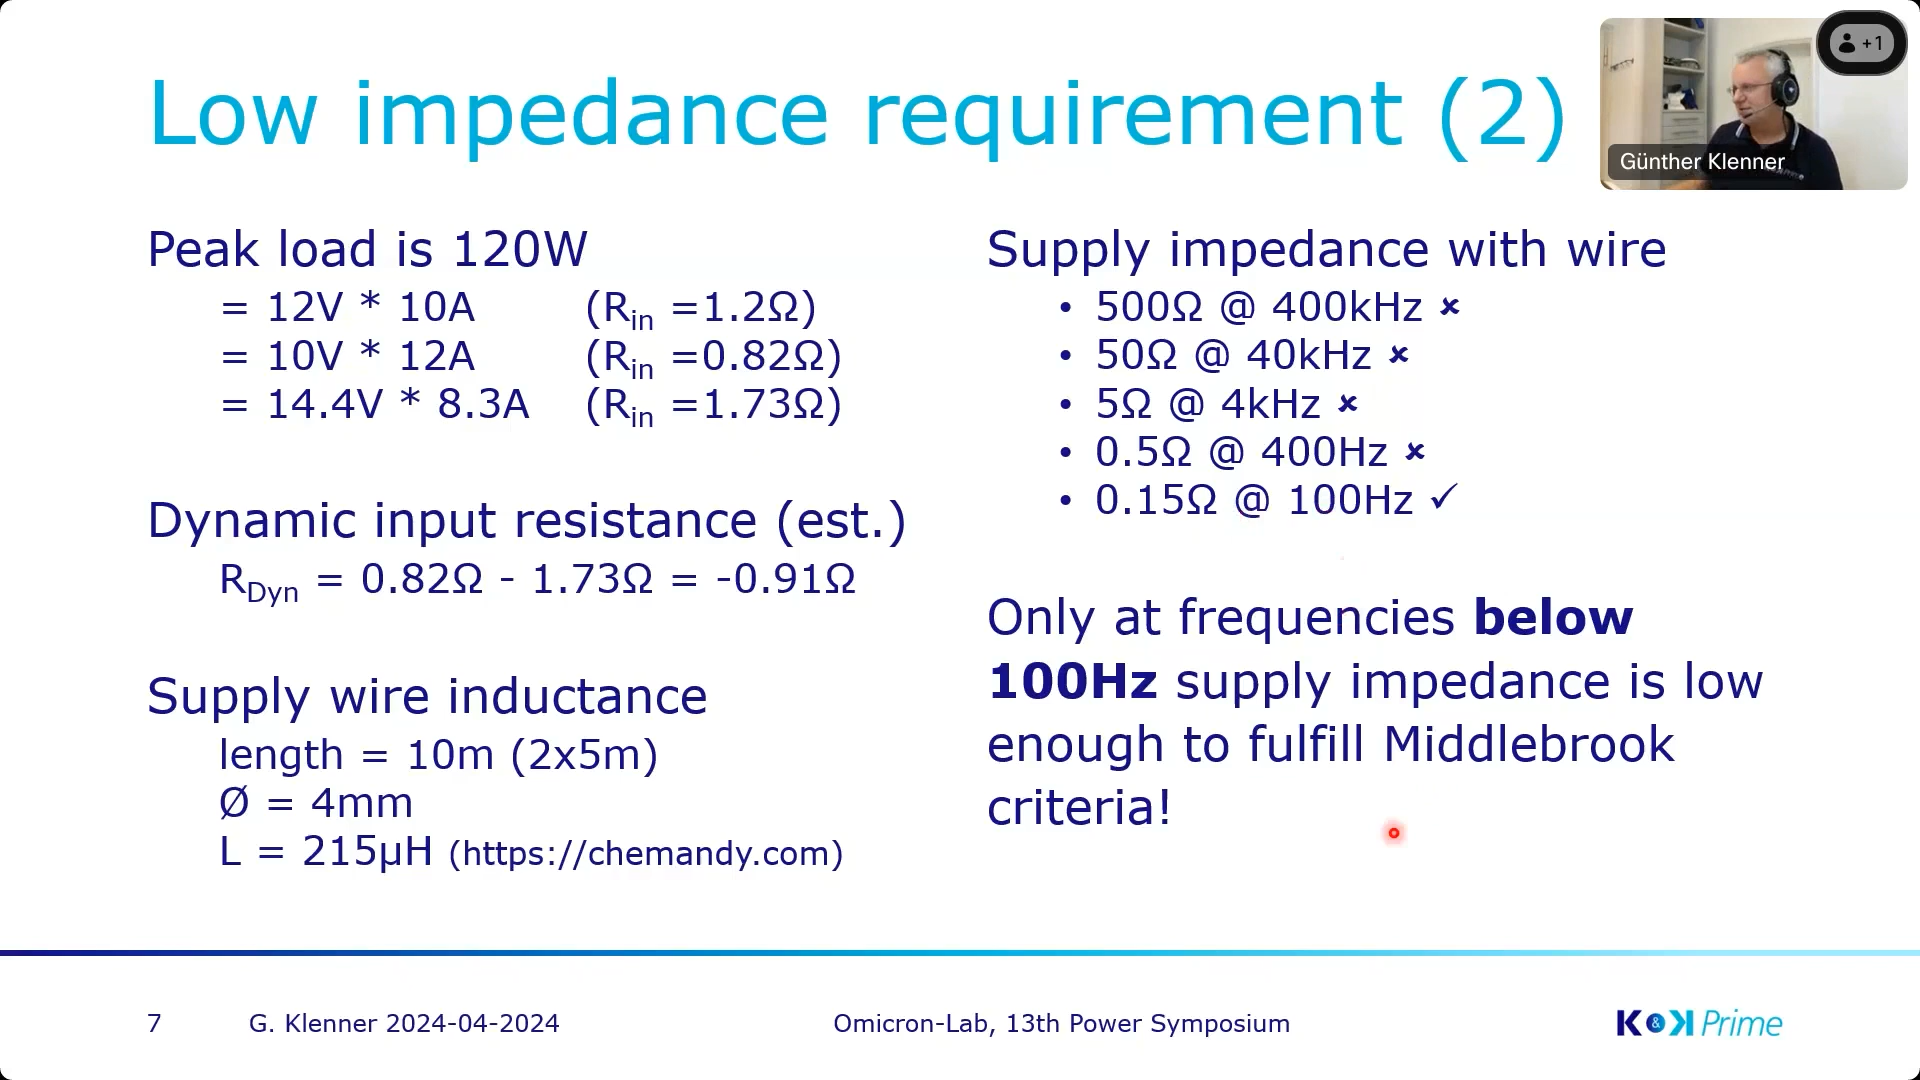 Low impedance requirement (2)
+1
Günther Klenner
Peak load is 120W
= 12V * 10A (Rin =1.2Ω)
= 10V * 12A (Rin =0.82Ω)
= 14.4V * 8.3A (Rin =1.73Ω)
Dynamic input resistance (est.)
RDyn = 0.82Ω - 1.73Ω = -0.91Ω
Supply wire inductance
length = 10m (2x5m)
Ø = 4mm
L = 215µH (https://chemandy.com)
Supply impedance with wire
• 500Ω @ 400kHz ✘
• 50Ω @ 40kHz ✘
• 5Ω @ 4kHz ✘
• 0.5Ω @ 400Hz ✘
• 0.15Ω @ 100Hz ✓
Only at frequencies below
100Hz supply impedance is low
enough to fulfill Middlebrook
criteria!
7 G. Klenner 2024-04-2024 Omicron-Lab, 13th Power Symposium K&K Prime